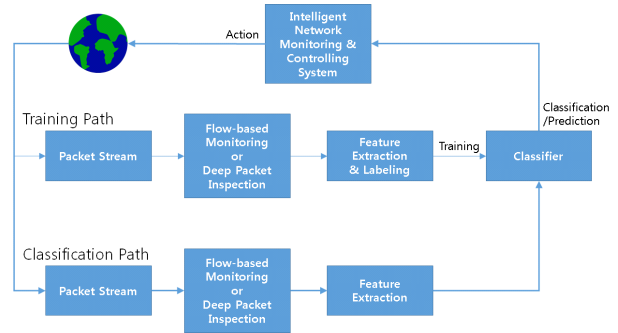 Intelligent
Network
Monitoring &
Controlling
System
Action
Classification
/Prediction
Training Path
Packet Stream
Flow-based
Monitoring
or
Deep Packet
Inspection
Feature
Extraction
& Labeling
Training
Classifier
Classification Path
Packet Stream
Flow-based
Monitoring
or
Deep Packet
Inspection
Feature
Extraction